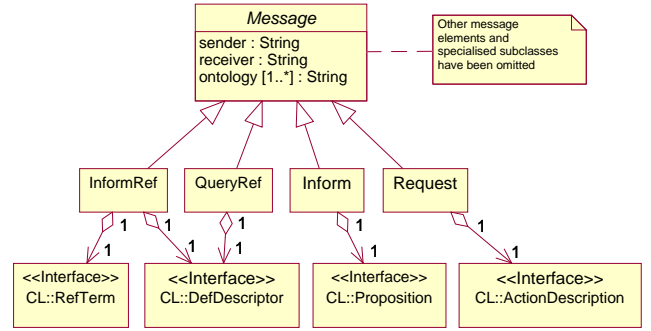 Message
sender : String
receiver : String
ontology [1..*] : String
Other message
elements and
specialised subclasses
have been omitted
InformRef
QueryRef
Inform
Request
1
1
1
1
1
1
1
1
1
1
<<Interface>>
CL::RefTerm
<<Interface>>
CL::DefDescriptor
<<Interface>>
CL::Proposition
<<Interface>>
CL::ActionDescription